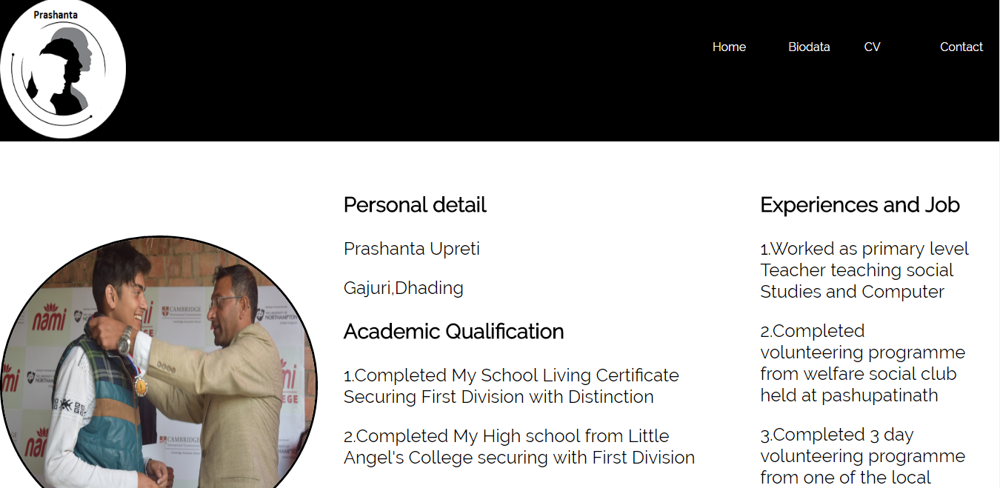 Prashanta
Home Biodata CV Contact
Personal detail
Prashanta Upreti
Gajuri,Dhading
Academic Qualification
1.Completed My School Living Certificate
Securing First Division with Distinction
2.Completed My High school from Little
Angel's College securing with First Division
Experiences and Job
1.Worked as primary level
Teacher teaching social
Studies and Computer
2.Completed
volunteering programme
from welfare social club
held at pashupatinath
3.Completed 3 day
volunteering programme
from one of the local
nami
CAMBRIDGE
THE UNIVERSITY OF
NORTHAMPTON
CAMBRIDGE